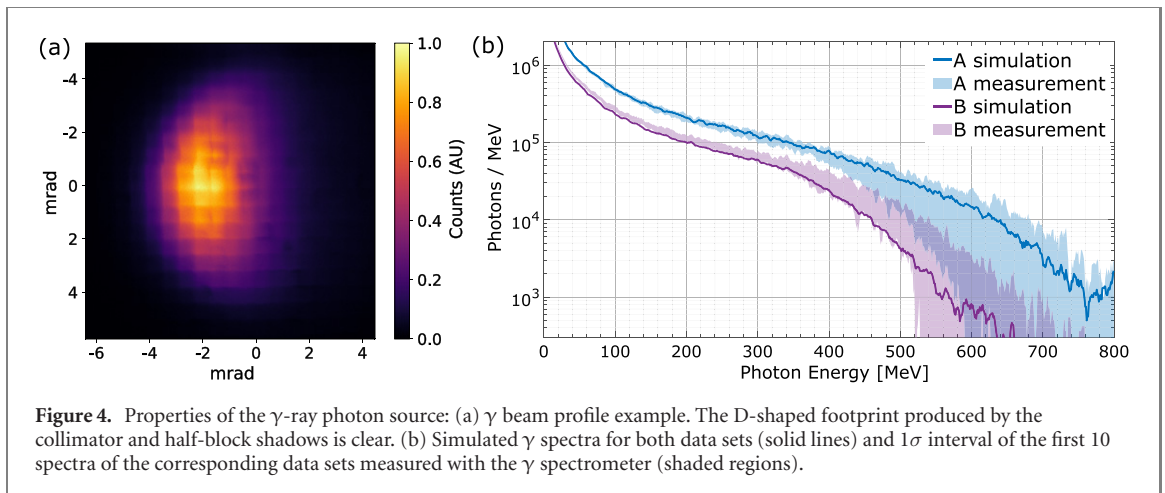 (a)
-4
-2
0
2
4
mrad
-6
-4
-2
0
2
4
mrad
1.0
0.8
0.6
0.4
0.2
0.0
Counts (AU)
(b)
10⁶
10⁵
10⁴
10³
Photons / MeV
A simulation
A measurement
B simulation
B measurement
0
100
200
300
400
500
600
700
800
Photon Energy [MeV]
Figure 4. Properties of the γ-ray photon source: (a) γ beam profile example. The D-shaped footprint produced by the
collimator and half-block shadows is clear. (b) Simulated γ spectra for both data sets (solid lines) and 1σ interval of the first 10
spectra of the corresponding data sets measured with the γ spectrometer (shaded regions).